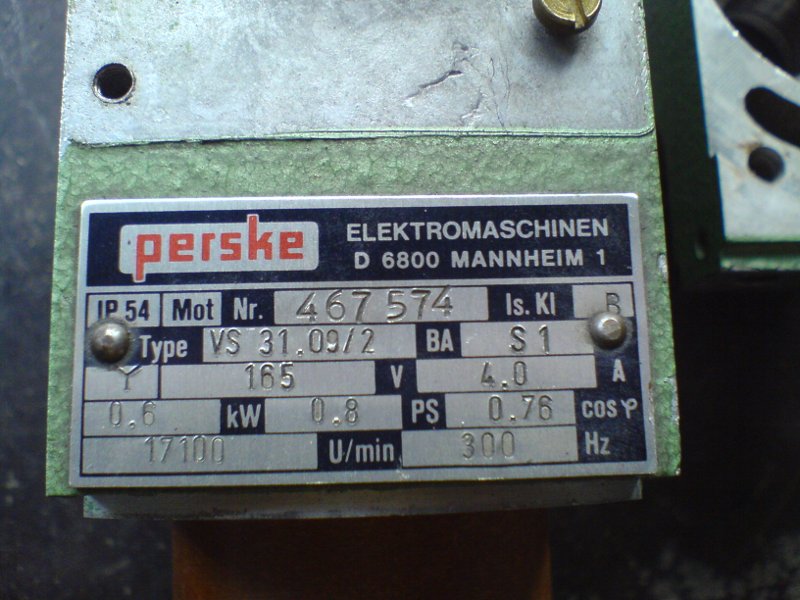 perske
ELEKTROMASCHINEN
D 6800 MANNHEIM 1
IP 54 Mot Nr. 467 574 Is. Kl B
Type VS 31.09/2 BA S 1
Y 165 V 4.0 A
0.6 kW 0.8 PS 0.76 cos φ
17100 U/min 300 Hz